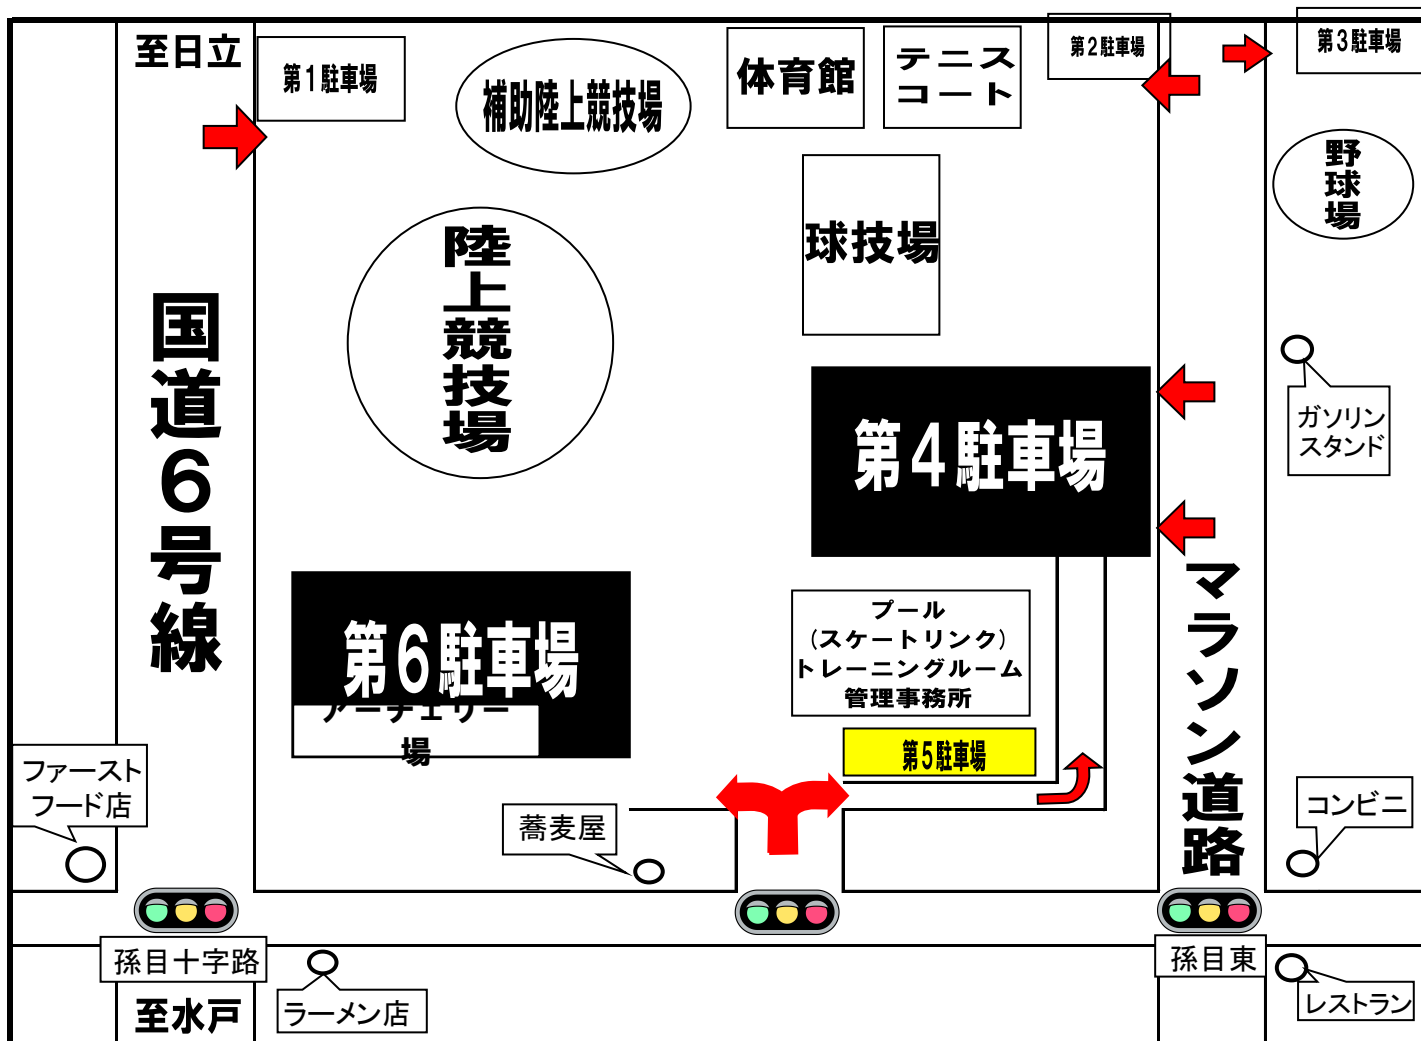 至日立
第１駐車場
補助陸上競技場
体育館
テニス
コート
第２駐車場
第３駐車場
野球場
球技場
陸上競技場
国道６号線
ガソリン
スタンド
第４駐車場
マラソン道路
プール
（スケートリンク）
トレーニングルーム
管理事務所
第６駐車場
アーチェリー
場
第５駐車場
ファースト
フード店
蕎麦屋
コンビニ
孫目十字路
孫目東
至水戸
ラーメン店
レストラン